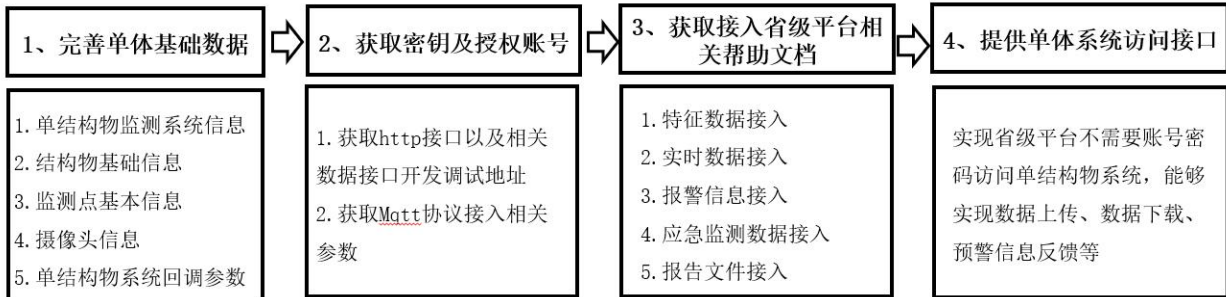 1、完善单体基础数据
2、获取密钥及授权账号
3、获取接入省级平台相
关帮助文档
4、提供单体系统访问接口
1.单结构物监测系统信息
2.结构物基础信息
3.监测点基本信息
4.摄像头信息
5.单结构物系统回调参数
1.获取http接口以及相关
数据接口开发调试地址
2.获取Mqtt协议接入相关
参数
1.特征数据接入
2.实时数据接入
3.报警信息接入
4.应急监测数据接入
5.报告文件接入
实现省级平台不需要账号密
码访问单结构物系统，能够
实现数据上传、数据下载、
预警信息反馈等